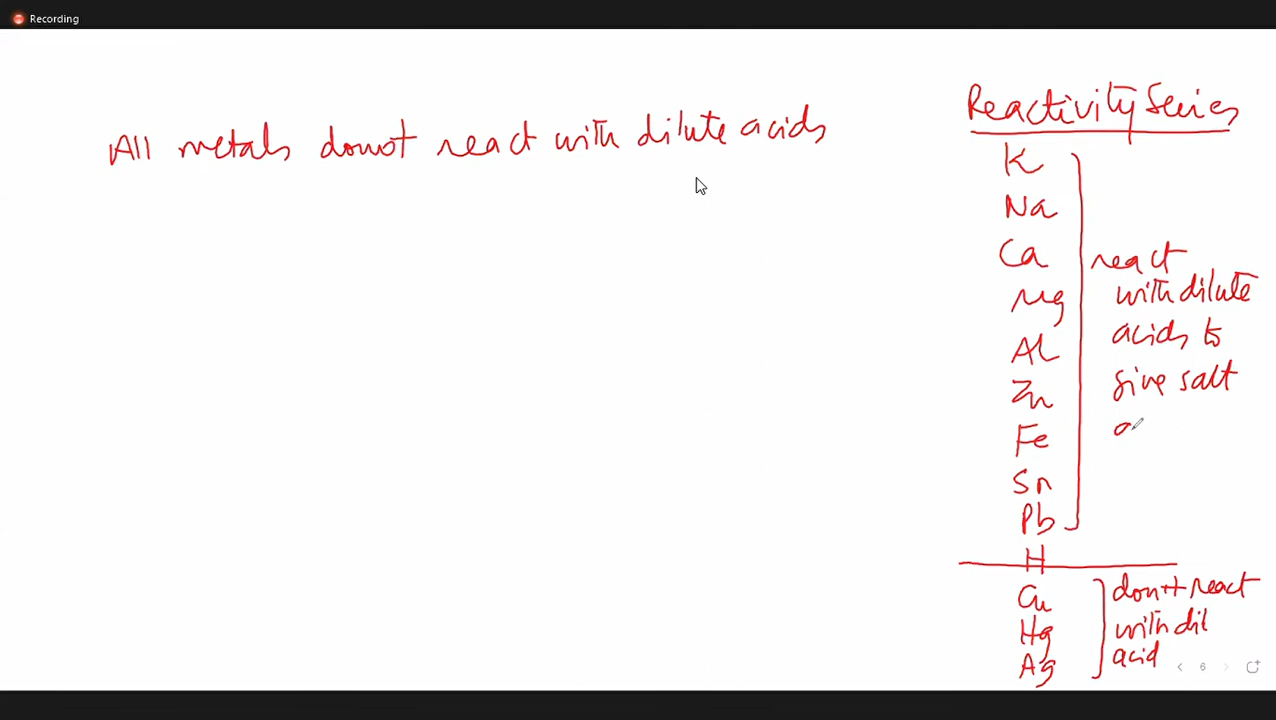 Recording
All metals donot react with dilute acids
Reactivity Series
K
Na
Ca
Mg
Al
Zn
Fe
Sn
Pb
react
with dilute
acids to
give salt
H
Cu
Hg
Ag
don't react
with dil
acid
6